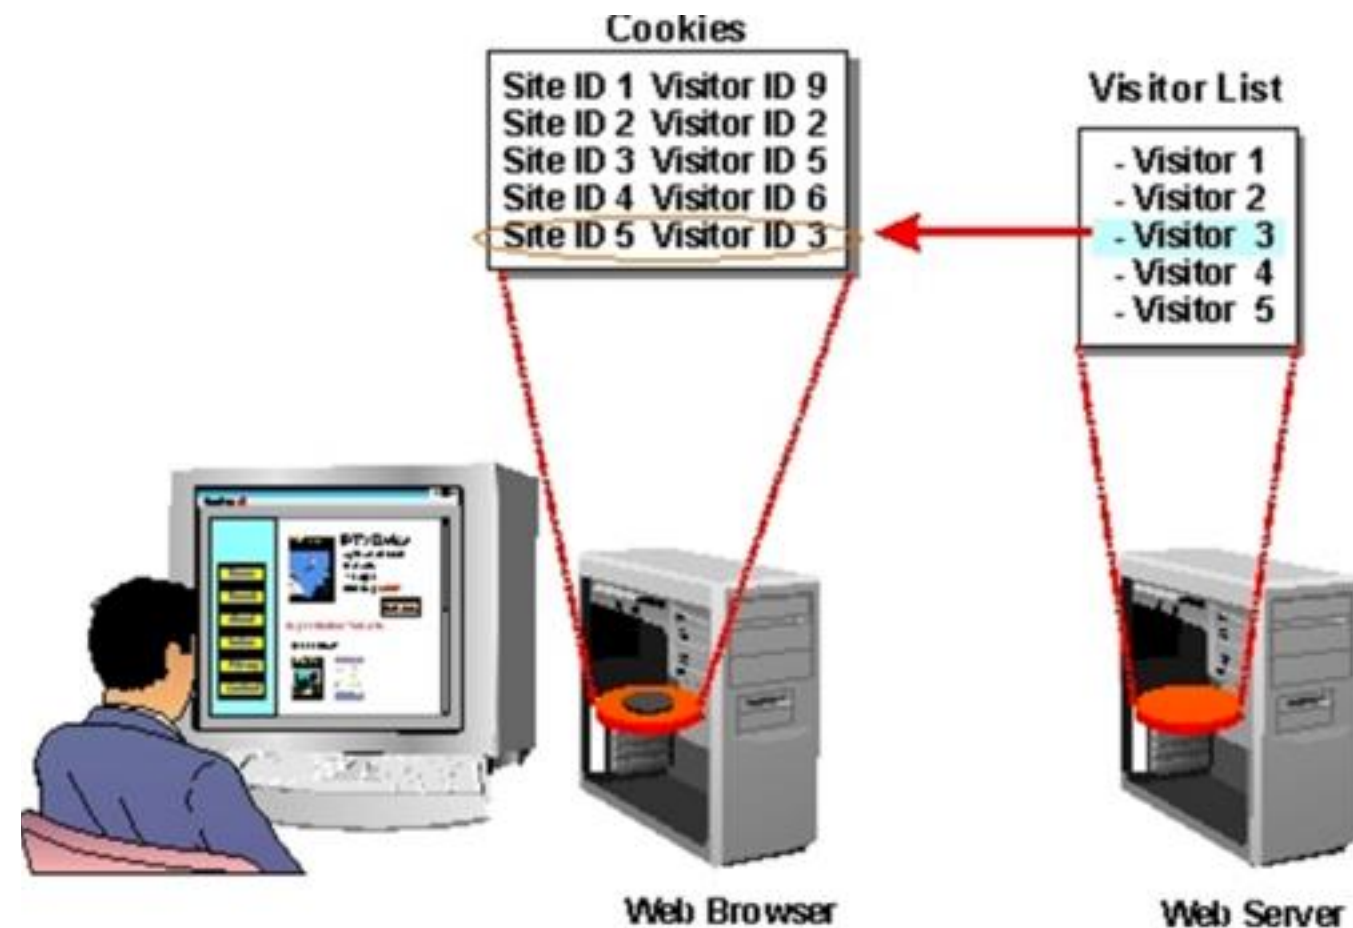 Cookies
Site ID 1 Visitor ID 9
Site ID 2 Visitor ID 2
Site ID 3 Visitor ID 5
Site ID 4 Visitor ID 6
Site ID 5 Visitor ID 3
Visitor List
- Visitor 1
- Visitor 2
- Visitor 3
- Visitor 4
- Visitor 5
Web Browser
Web Server